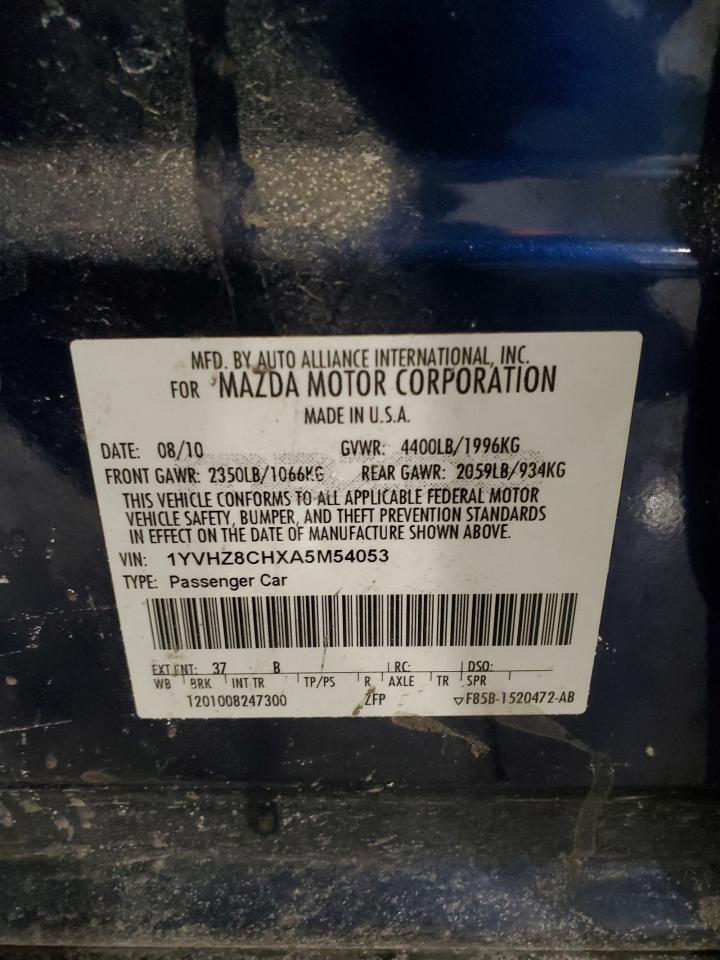 MFD. BY AUTO ALLIANCE INTERNATIONAL, INC.
FOR MAZDA MOTOR CORPORATION
MADE IN U.S.A.
DATE: 08/10 GVWR: 4400LB/1996KG
FRONT GAWR: 2350LB/1066KG REAR GAWR: 2059LB/934KG
THIS VEHICLE CONFORMS TO ALL APPLICABLE FEDERAL MOTOR
VEHICLE SAFETY, BUMPER, AND THEFT PREVENTION STANDARDS
IN EFFECT ON THE DATE OF MANUFACTURE SHOWN ABOVE.
VIN: 1YVHZ8CHXA5M54053
TYPE: Passenger Car
EXT PNT: 37 B RC: DSO:
WB BRK INT TR TP/PS R AXLE TR SPR
1201008247300 ZFP ▽F85B-1520472-AB